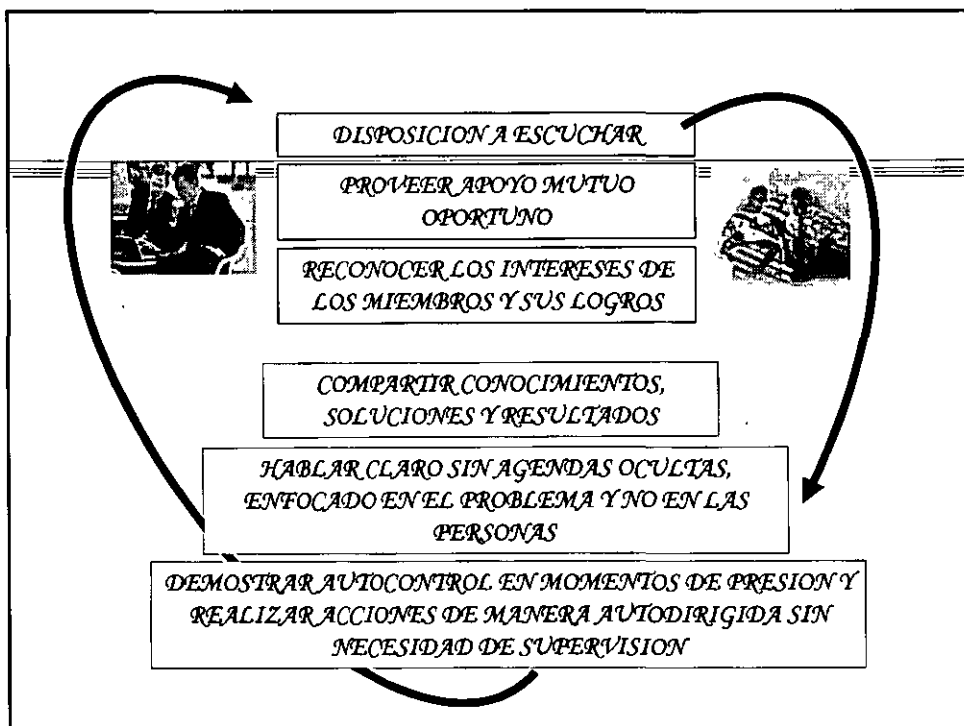 DISPOSICION A ESCUCHAR
PROVEER APOYO MUTUO
OPORTUNO
RECONOCER LOS INTERESES DE
LOS MIEMBROS Y SUS LOGROS
COMPARTIR CONOCIMIENTOS,
SOLUCIONES Y RESULTADOS
HABLAR CLARO SIN AGENDAS OCULTAS,
ENFOCADO EN EL PROBLEMA Y NO EN LAS
PERSONAS
DEMOSTRAR AUTOCONTROL EN MOMENTOS DE PRESION Y
REALIZAR ACCIONES DE MANERA AUTODIRIGIDA SIN
NECESIDAD DE SUPERVISION